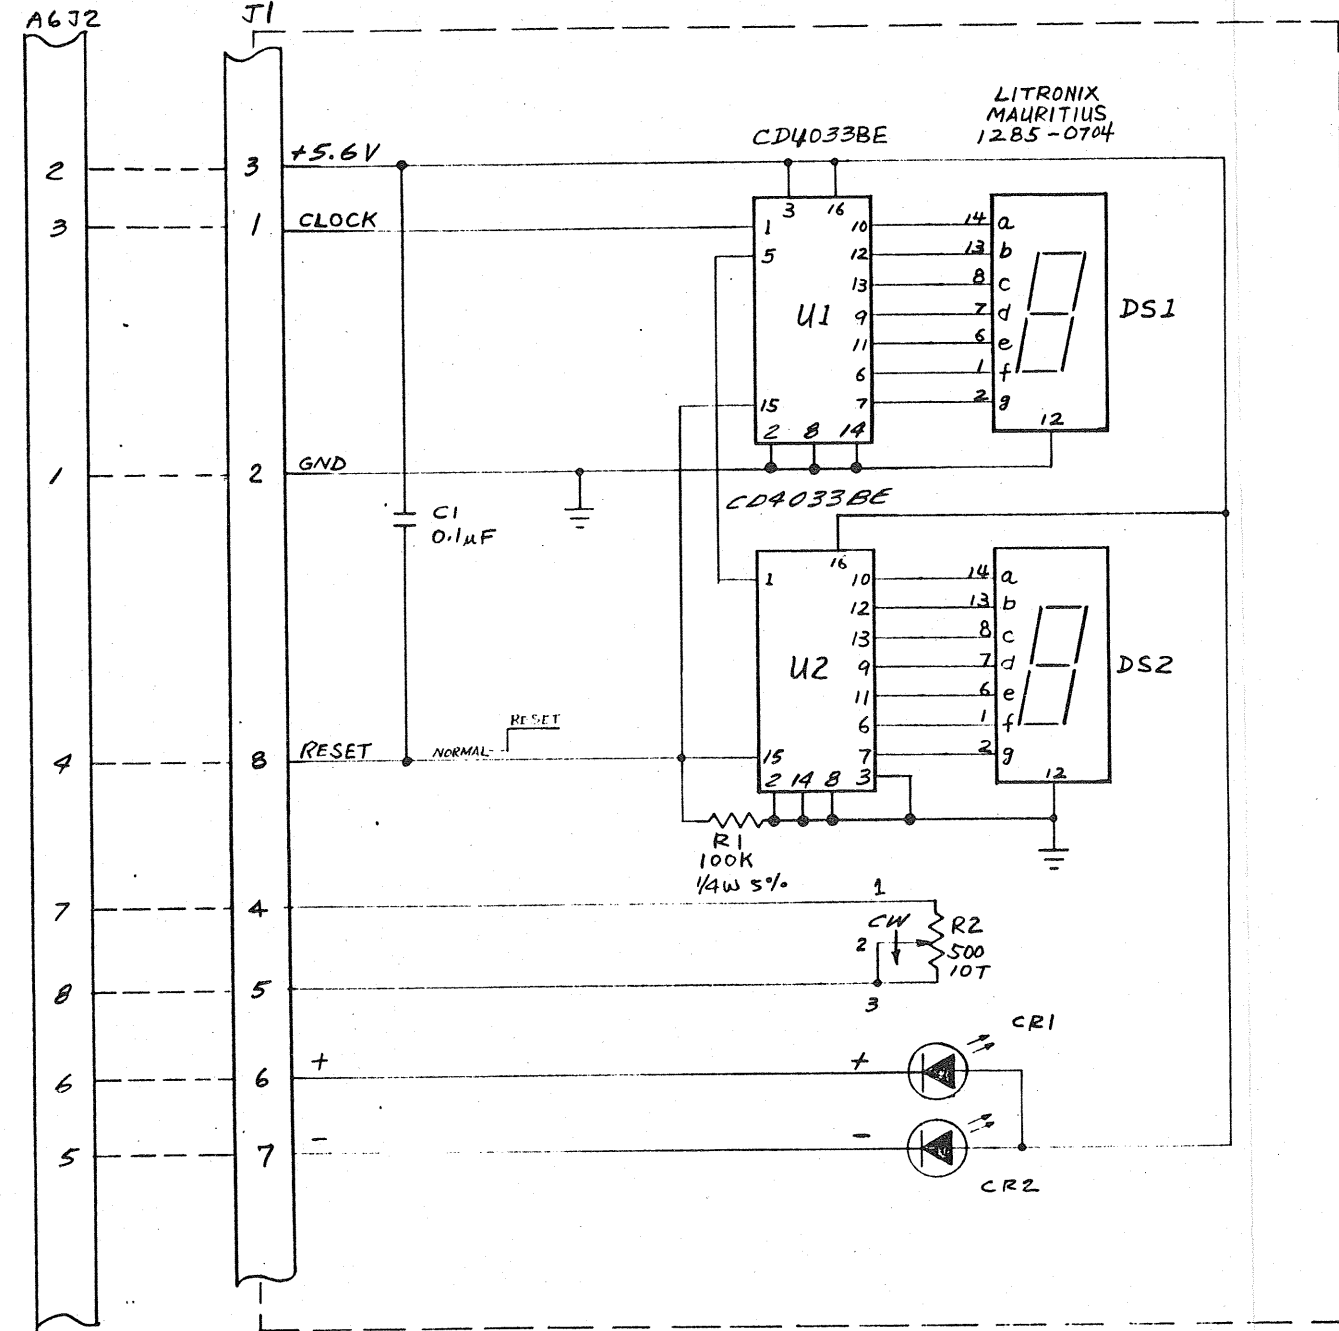 A6J2
J1
LITRONIX
MAURITIUS
1285-0704
CD4033BE
2
3
+5.6V
3
16
3
1
CLOCK
1
10
14
a
5
12
13
b
13
8
c
U1
9
7
d
DS1
11
6
e
6
1
f
15
7
2
g
2
8
14
12
1
2
GND
CD4033BE
C1
0.1µF
16
1
10
14
a
12
13
b
13
8
c
U2
9
7
d
DS2
11
6
e
6
1
f
RESET
4
8
RESET
NORMAL
15
7
2
g
2
14
8
3
12
R1
100K
1/4W 5%
7
4
1
CW
R2
2
500
10T
8
5
3
CR1
6
6
+
+
5
7
-
-
CR2